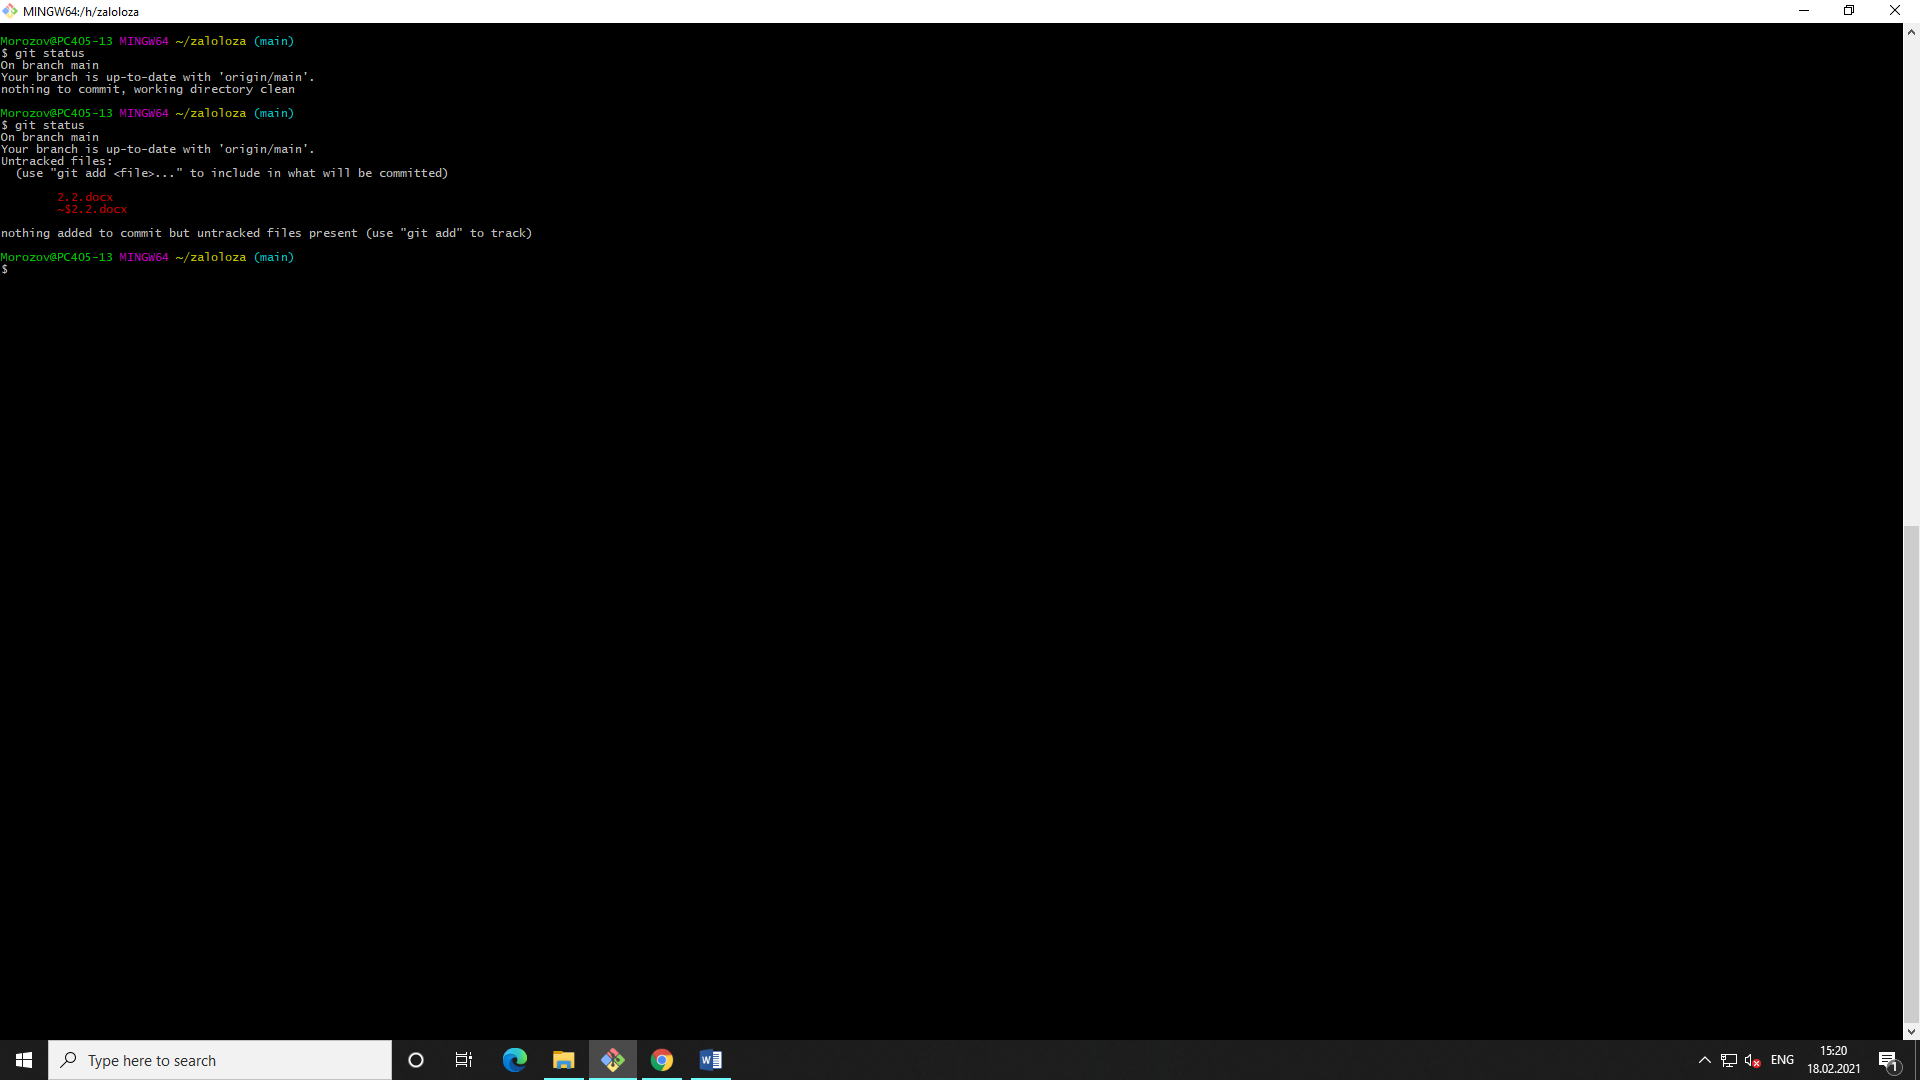 MINGW64:/h/zaloloza
Morozov@PC405-13 MINGW64 ~/zaloloza (main)
$ git status
On branch main
Your branch is up-to-date with 'origin/main'.
nothing to commit, working directory clean
Morozov@PC405-13 MINGW64 ~/zaloloza (main)
$ git status
On branch main
Your branch is up-to-date with 'origin/main'.
Untracked files:
  (use "git add <file>..." to include in what will be committed)
        2.2.docx
        ~$2.2.docx
nothing added to commit but untracked files present (use "git add" to track)
Morozov@PC405-13 MINGW64 ~/zaloloza (main)
$
Type here to search
ENG
15:20
18.02.2021
1